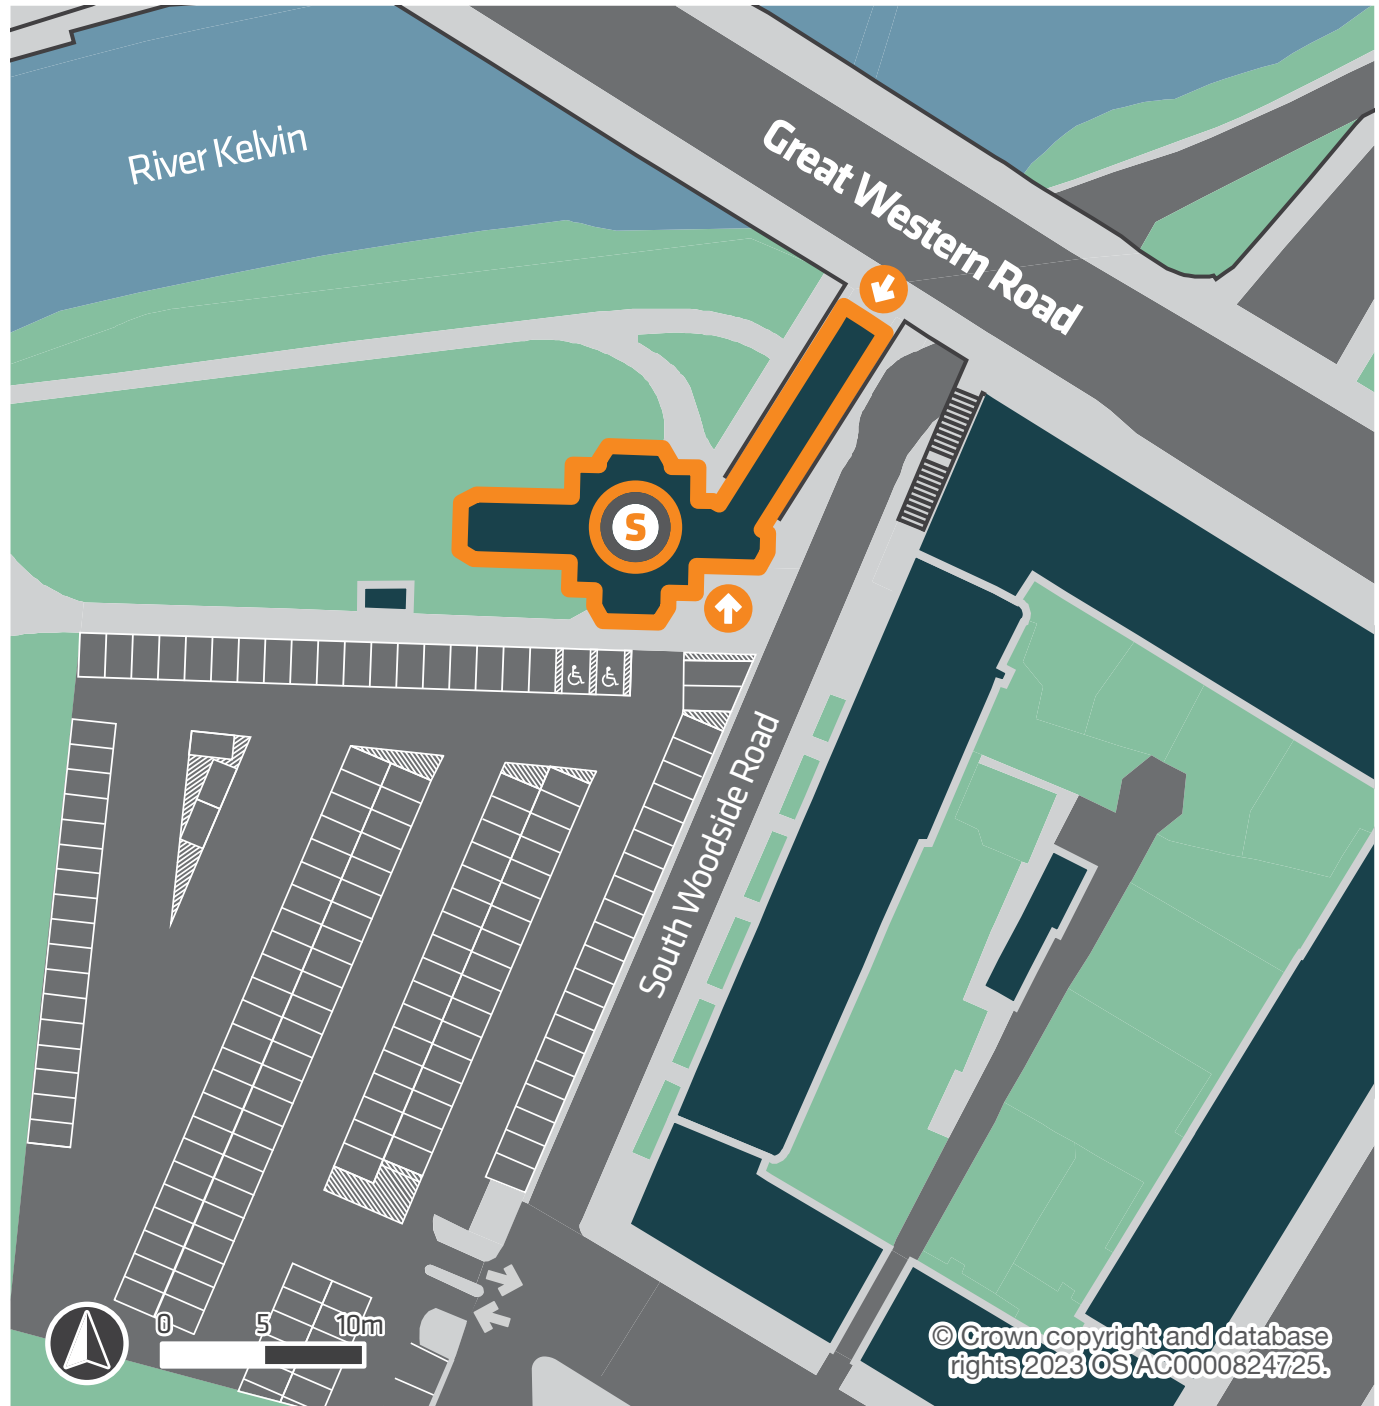 River Kelvin
Great Western Road
S
South Woodside Road
0 5 10m
© Crown copyright and database
rights 2023 OS AC0000824725.